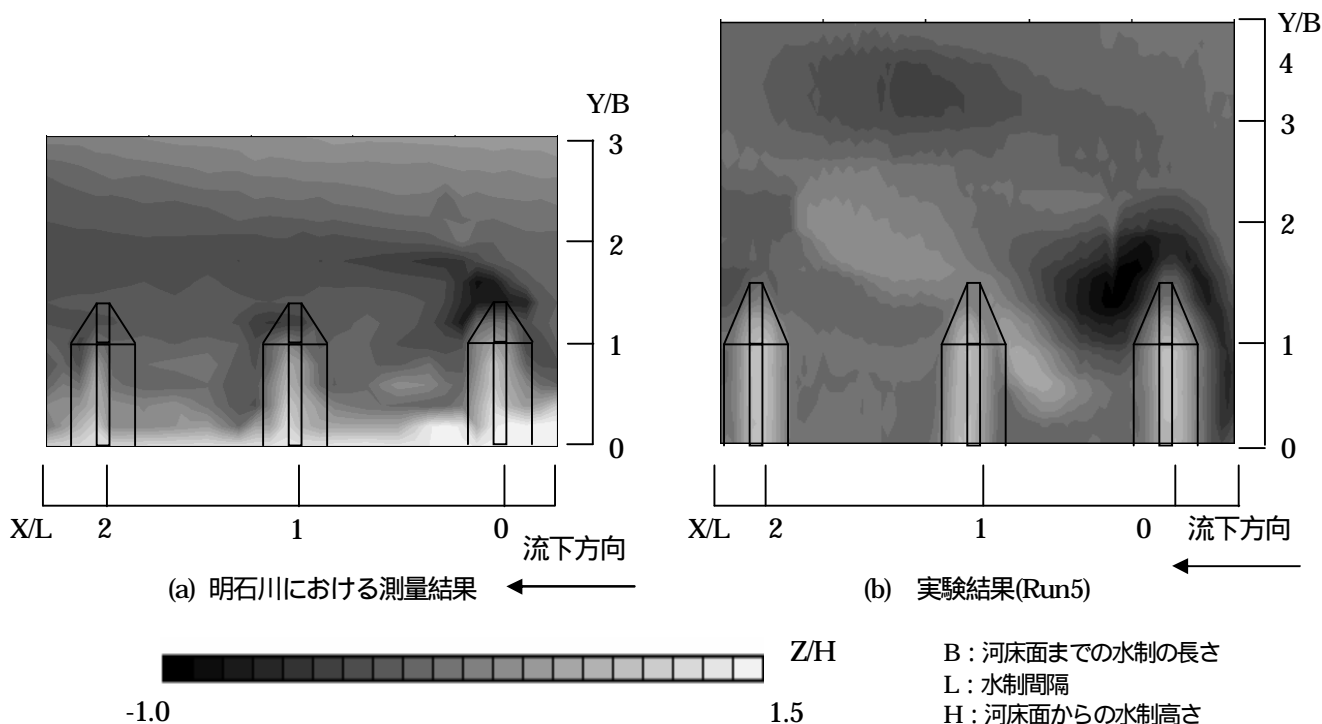 Y/B
3
2
1
0
X/L 2 1 0
流下方向
(a) 明石川における測量結果
Y/B
4
3
2
1
0
X/L 2 1 0 流下方向
(b) 実験結果(Run5)
Z/H
-1.0 1.5
B：河床面までの水制の長さ
L：水制間隔
H：河床面からの水制高さ